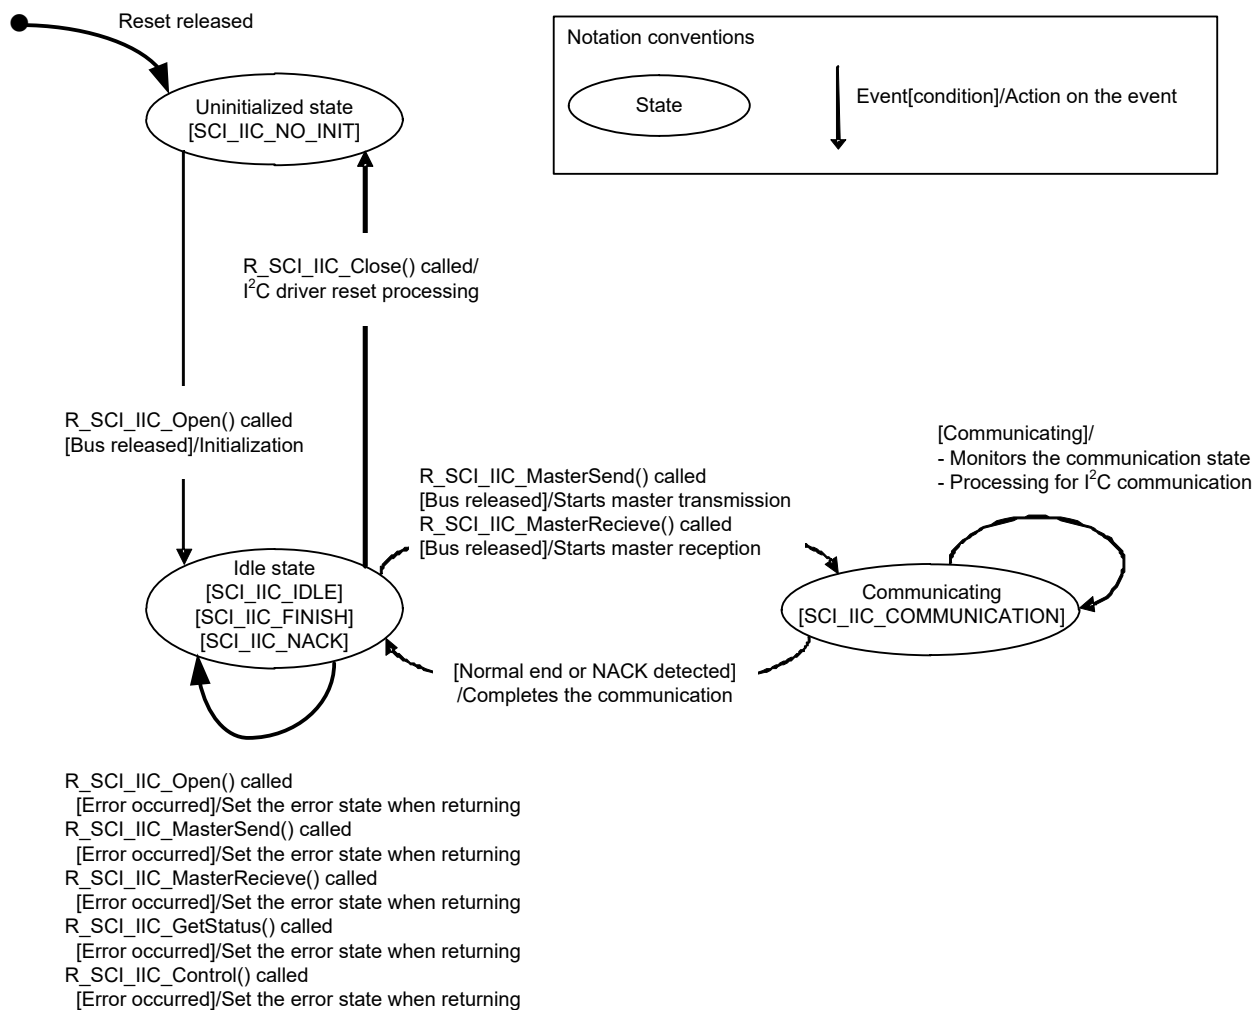 Reset released
Notation conventions
State
Event[condition]/Action on the event
Uninitialized state
[SCI_IIC_NO_INIT]
R_SCI_IIC_Close() called/
I²C driver reset processing
R_SCI_IIC_Open() called
[Bus released]/Initialization
R_SCI_IIC_MasterSend() called
[Bus released]/Starts master transmission
R_SCI_IIC_MasterRecieve() called
[Bus released]/Starts master reception
[Communicating]/
- Monitors the communication state
- Processing for I²C communication
Idle state
[SCI_IIC_IDLE]
[SCI_IIC_FINISH]
[SCI_IIC_NACK]
Communicating
[SCI_IIC_COMMUNICATION]
[Normal end or NACK detected]
/Completes the communication
R_SCI_IIC_Open() called
[Error occurred]/Set the error state when returning
R_SCI_IIC_MasterSend() called
[Error occurred]/Set the error state when returning
R_SCI_IIC_MasterRecieve() called
[Error occurred]/Set the error state when returning
R_SCI_IIC_GetStatus() called
[Error occurred]/Set the error state when returning
R_SCI_IIC_Control() called
[Error occurred]/Set the error state when returning